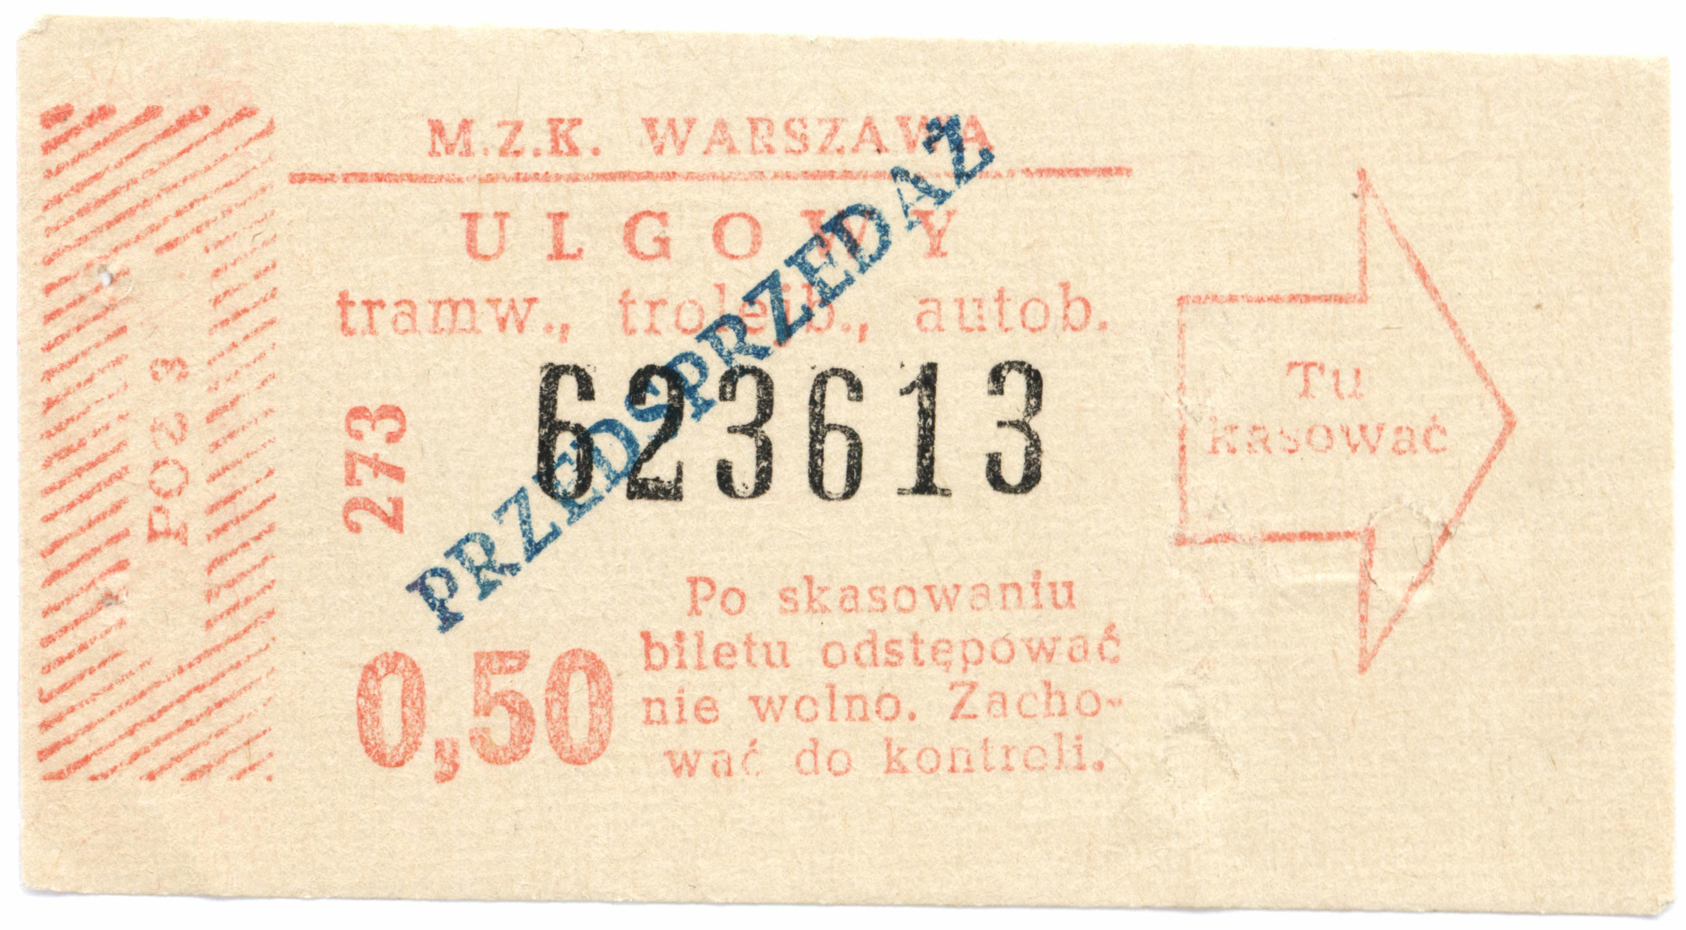 M.Z.K. WARSZAWA
ULGOWY
tramw., trolejb., autob.
PRZEDSPRZEDAŻ
623613
273
POZ 3
0,50
Po skasowaniu
biletu odstępować
nie wolno. Zacho-
wać do kontroli.
Tu
kasować